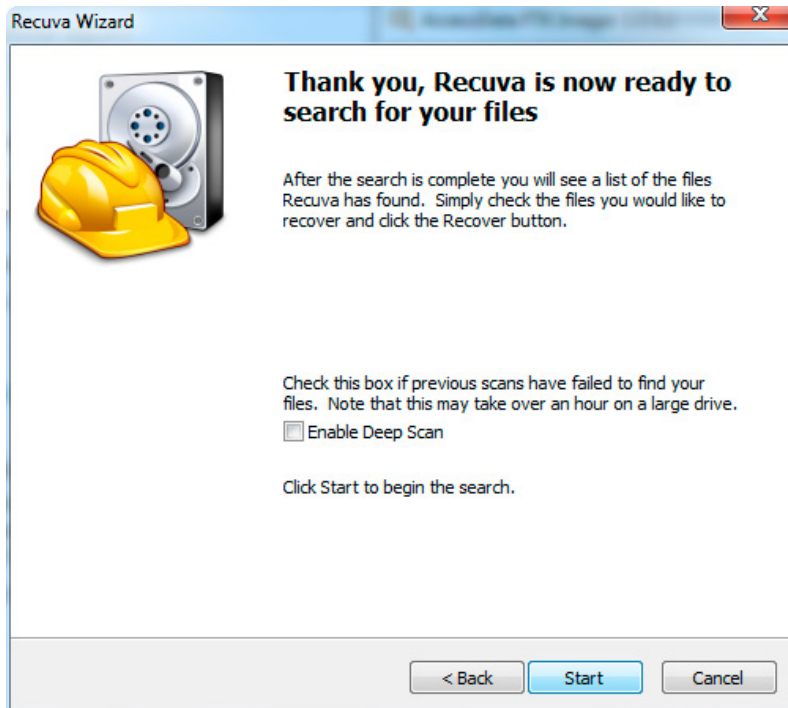 Recuva Wizard
Thank you, Recuva is now ready to
search for your files
After the search is complete you will see a list of the files
Recuva has found.  Simply check the files you would like to
recover and click the Recover button.
Check this box if previous scans have failed to find your
files.  Note that this may take over an hour on a large drive.
Enable Deep Scan
Click Start to begin the search.
< Back
Start
Cancel